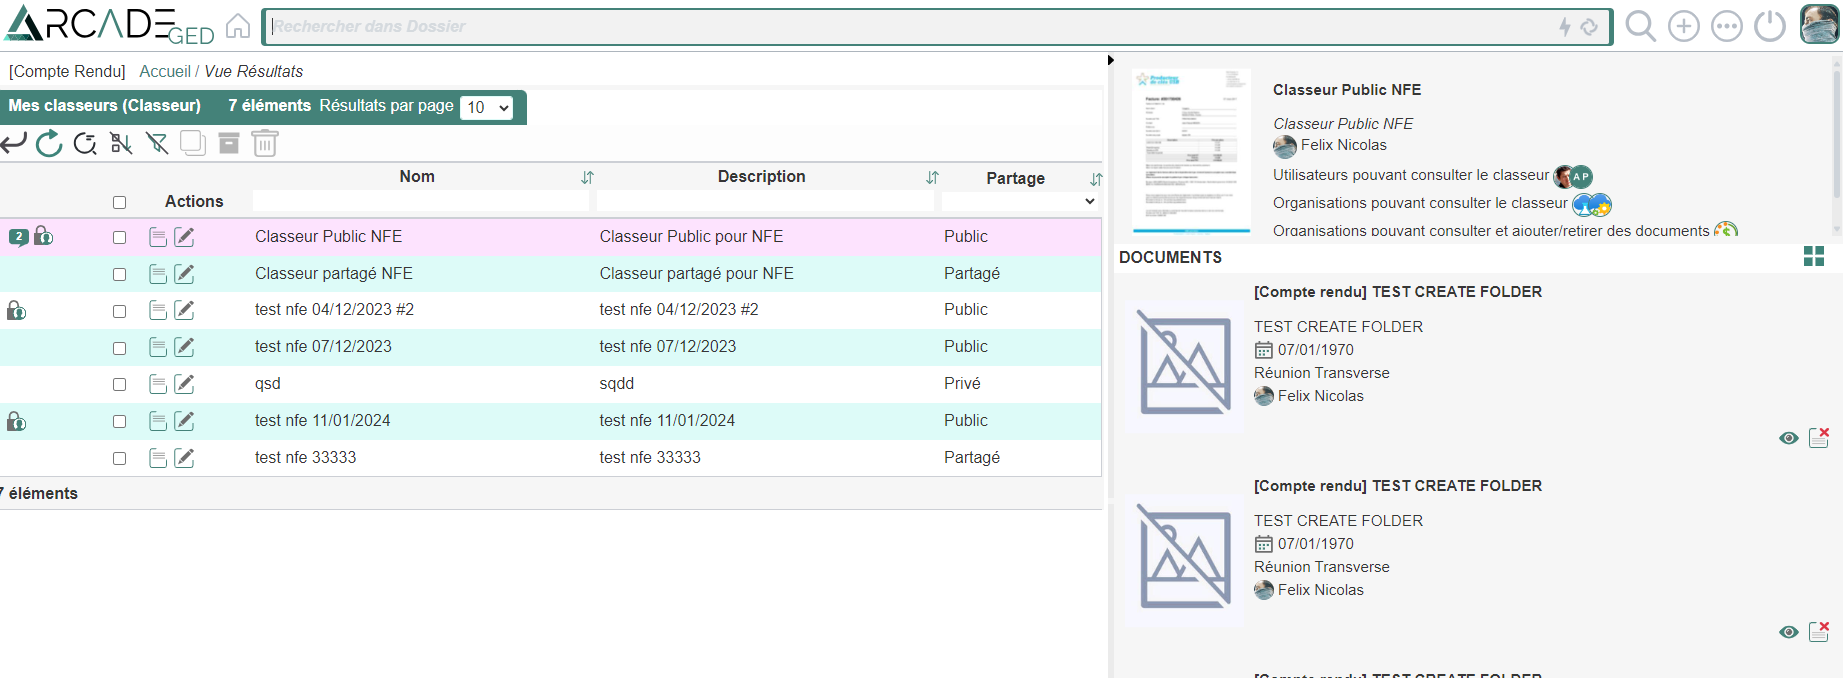 ARCADE GED
Rechercher dans Dossier
[Compte Rendu] Accueil / Vue Résultats
Mes classeurs (Classeur) 7 éléments Résultats par page 10
Nom Description Partage
Actions
2 Classeur Public NFE Classeur Public pour NFE Public
Classeur partagé NFE Classeur partagé pour NFE Partagé
test nfe 04/12/2023 #2 test nfe 04/12/2023 #2 Public
test nfe 07/12/2023 test nfe 07/12/2023 Public
qsd sqdd Privé
test nfe 11/01/2024 test nfe 11/01/2024 Public
test nfe 33333 test nfe 33333 Partagé
7 éléments
Classeur Public NFE
Classeur Public NFE
Felix Nicolas
Utilisateurs pouvant consulter le classeur A P
Organisations pouvant consulter le classeur
Organisations pouvant consulter et ajouter/retirer des documents
DOCUMENTS
[Compte rendu] TEST CREATE FOLDER
TEST CREATE FOLDER
07/01/1970
Réunion Transverse
Felix Nicolas
[Compte rendu] TEST CREATE FOLDER
TEST CREATE FOLDER
07/01/1970
Réunion Transverse
Felix Nicolas
[Compte rendu] TEST CREATE FOLDER